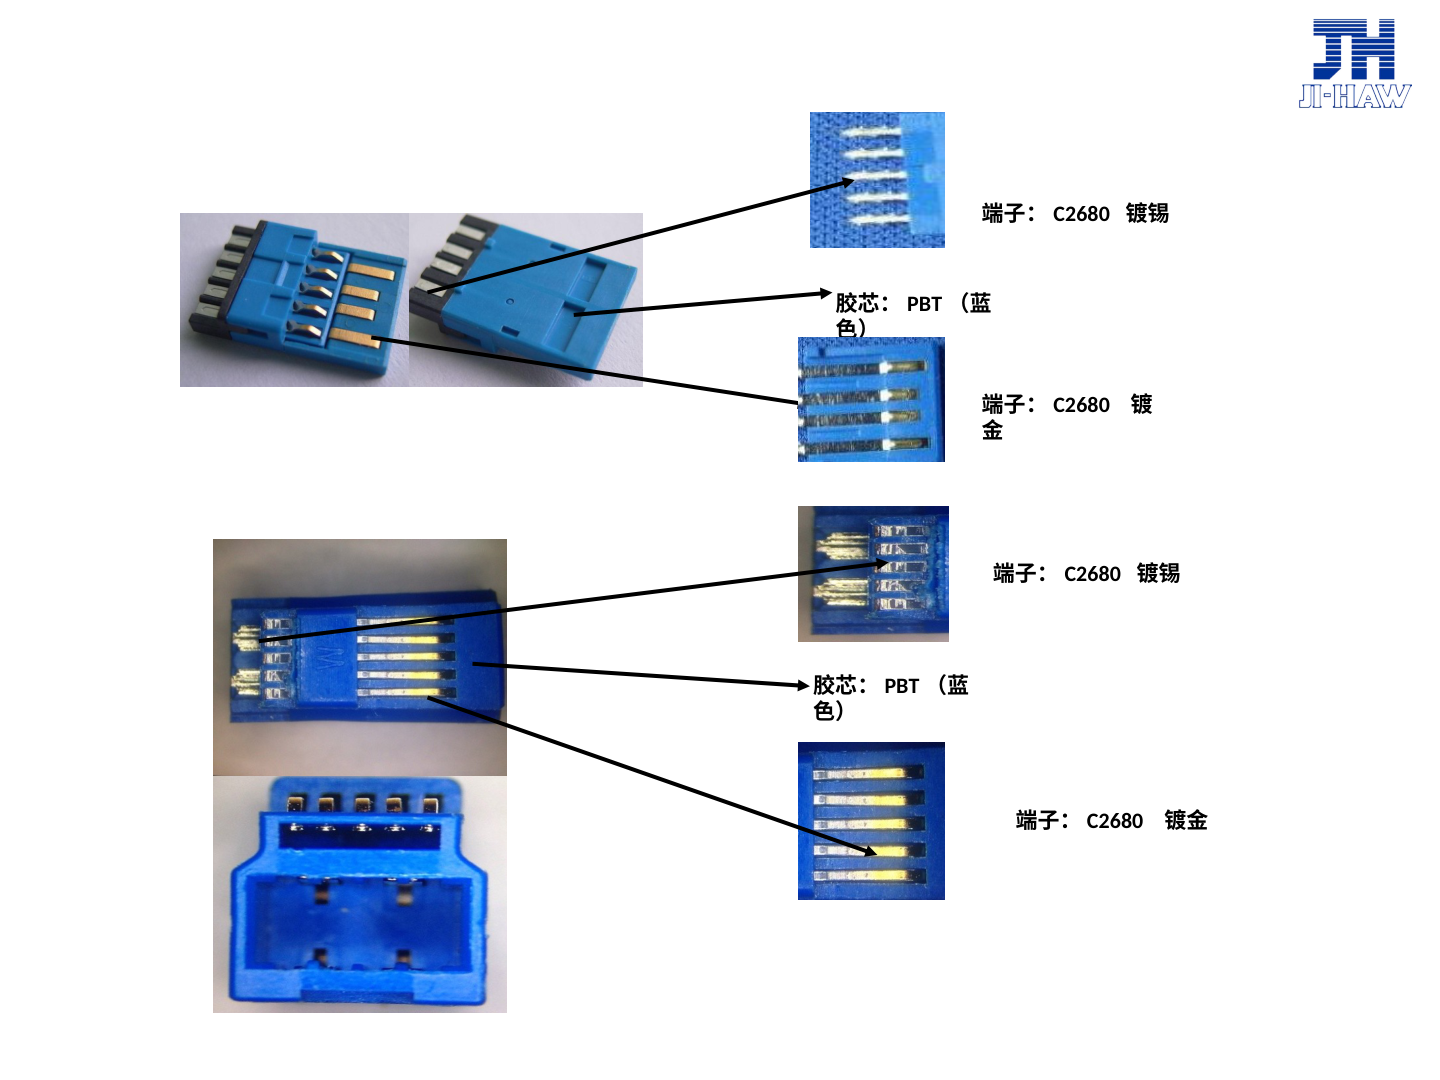 JI-HAW
端子： C2680 镀锡
胶芯： PBT （蓝
色）
端子： C2680 镀
金
端子： C2680 镀锡
胶芯： PBT （蓝
色）
端子： C2680 镀金